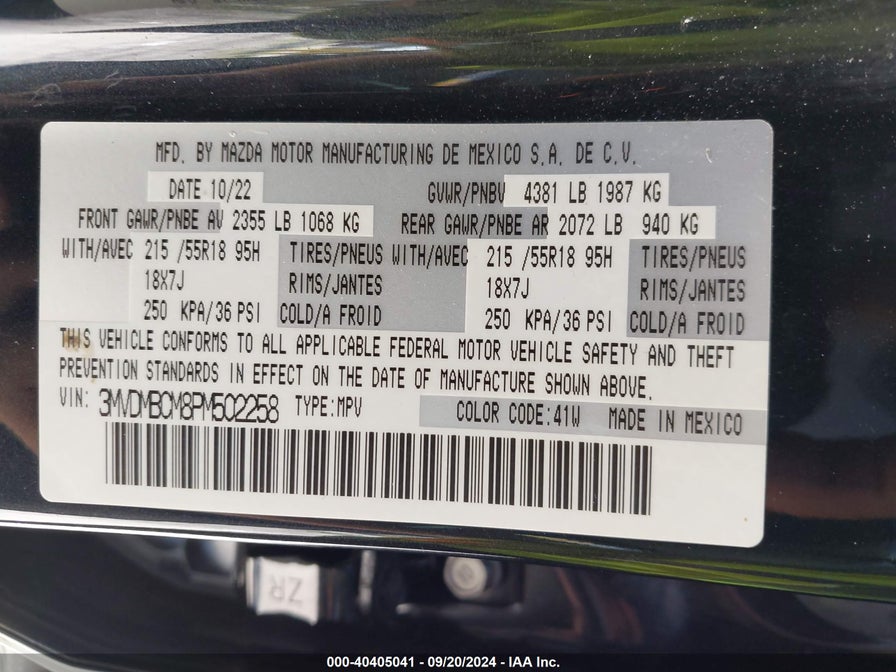 MFD. BY MAZDA MOTOR MANUFACTURING DE MEXICO S.A. DE C.V.
DATE 10/22 GVWR/PNBV 4381 LB 1987 KG
FRONT GAWR/PNBE AV 2355 LB 1068 KG REAR GAWR/PNBE AR 2072 LB 940 KG
WITH/AVEC 215 /55R18 95H TIRES/PNEUS WITH/AVEC 215 /55R18 95H TIRES/PNEUS
18X7J RIMS/JANTES 18X7J RIMS/JANTES
250 KPA/36 PSI COLD/A FROID 250 KPA/36 PSI COLD/A FROID
THIS VEHICLE CONFORMS TO ALL APPLICABLE FEDERAL MOTOR VEHICLE SAFETY AND THEFT
PREVENTION STANDARDS IN EFFECT ON THE DATE OF MANUFACTURE SHOWN ABOVE.
VIN: 3MVDMBCM8PM502258 TYPE:MPV COLOR CODE:41W MADE IN MEXICO
ZR
000-40405041 - 09/20/2024 - IAA Inc.